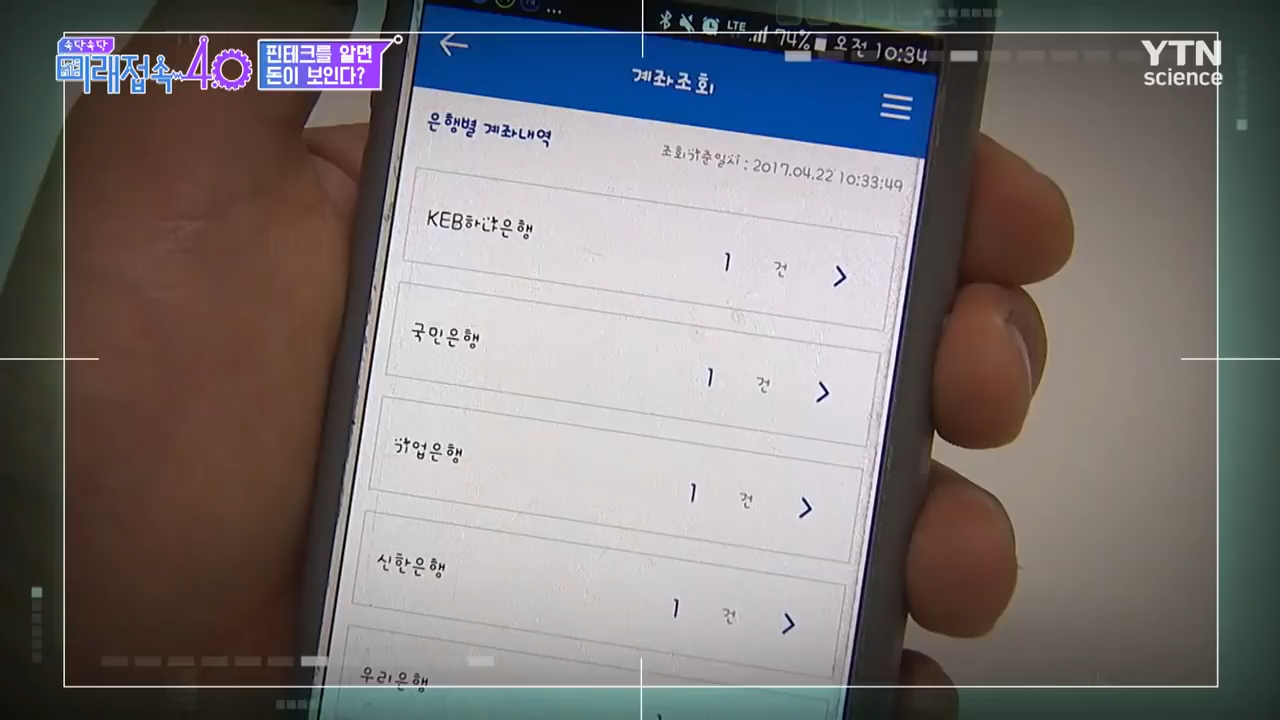 속닥속닥
미래접속 4.0
핀테크를 알면
돈이 보인다?
YTN
science
LTE 74% 오전 10:34
계좌조회
은행별 계좌내역
조회기준일시 : 2017.04.22 10:33:49
KEB하나은행 1 건
국민은행 1 건
기업은행 1 건
신한은행 1 건
우리은행